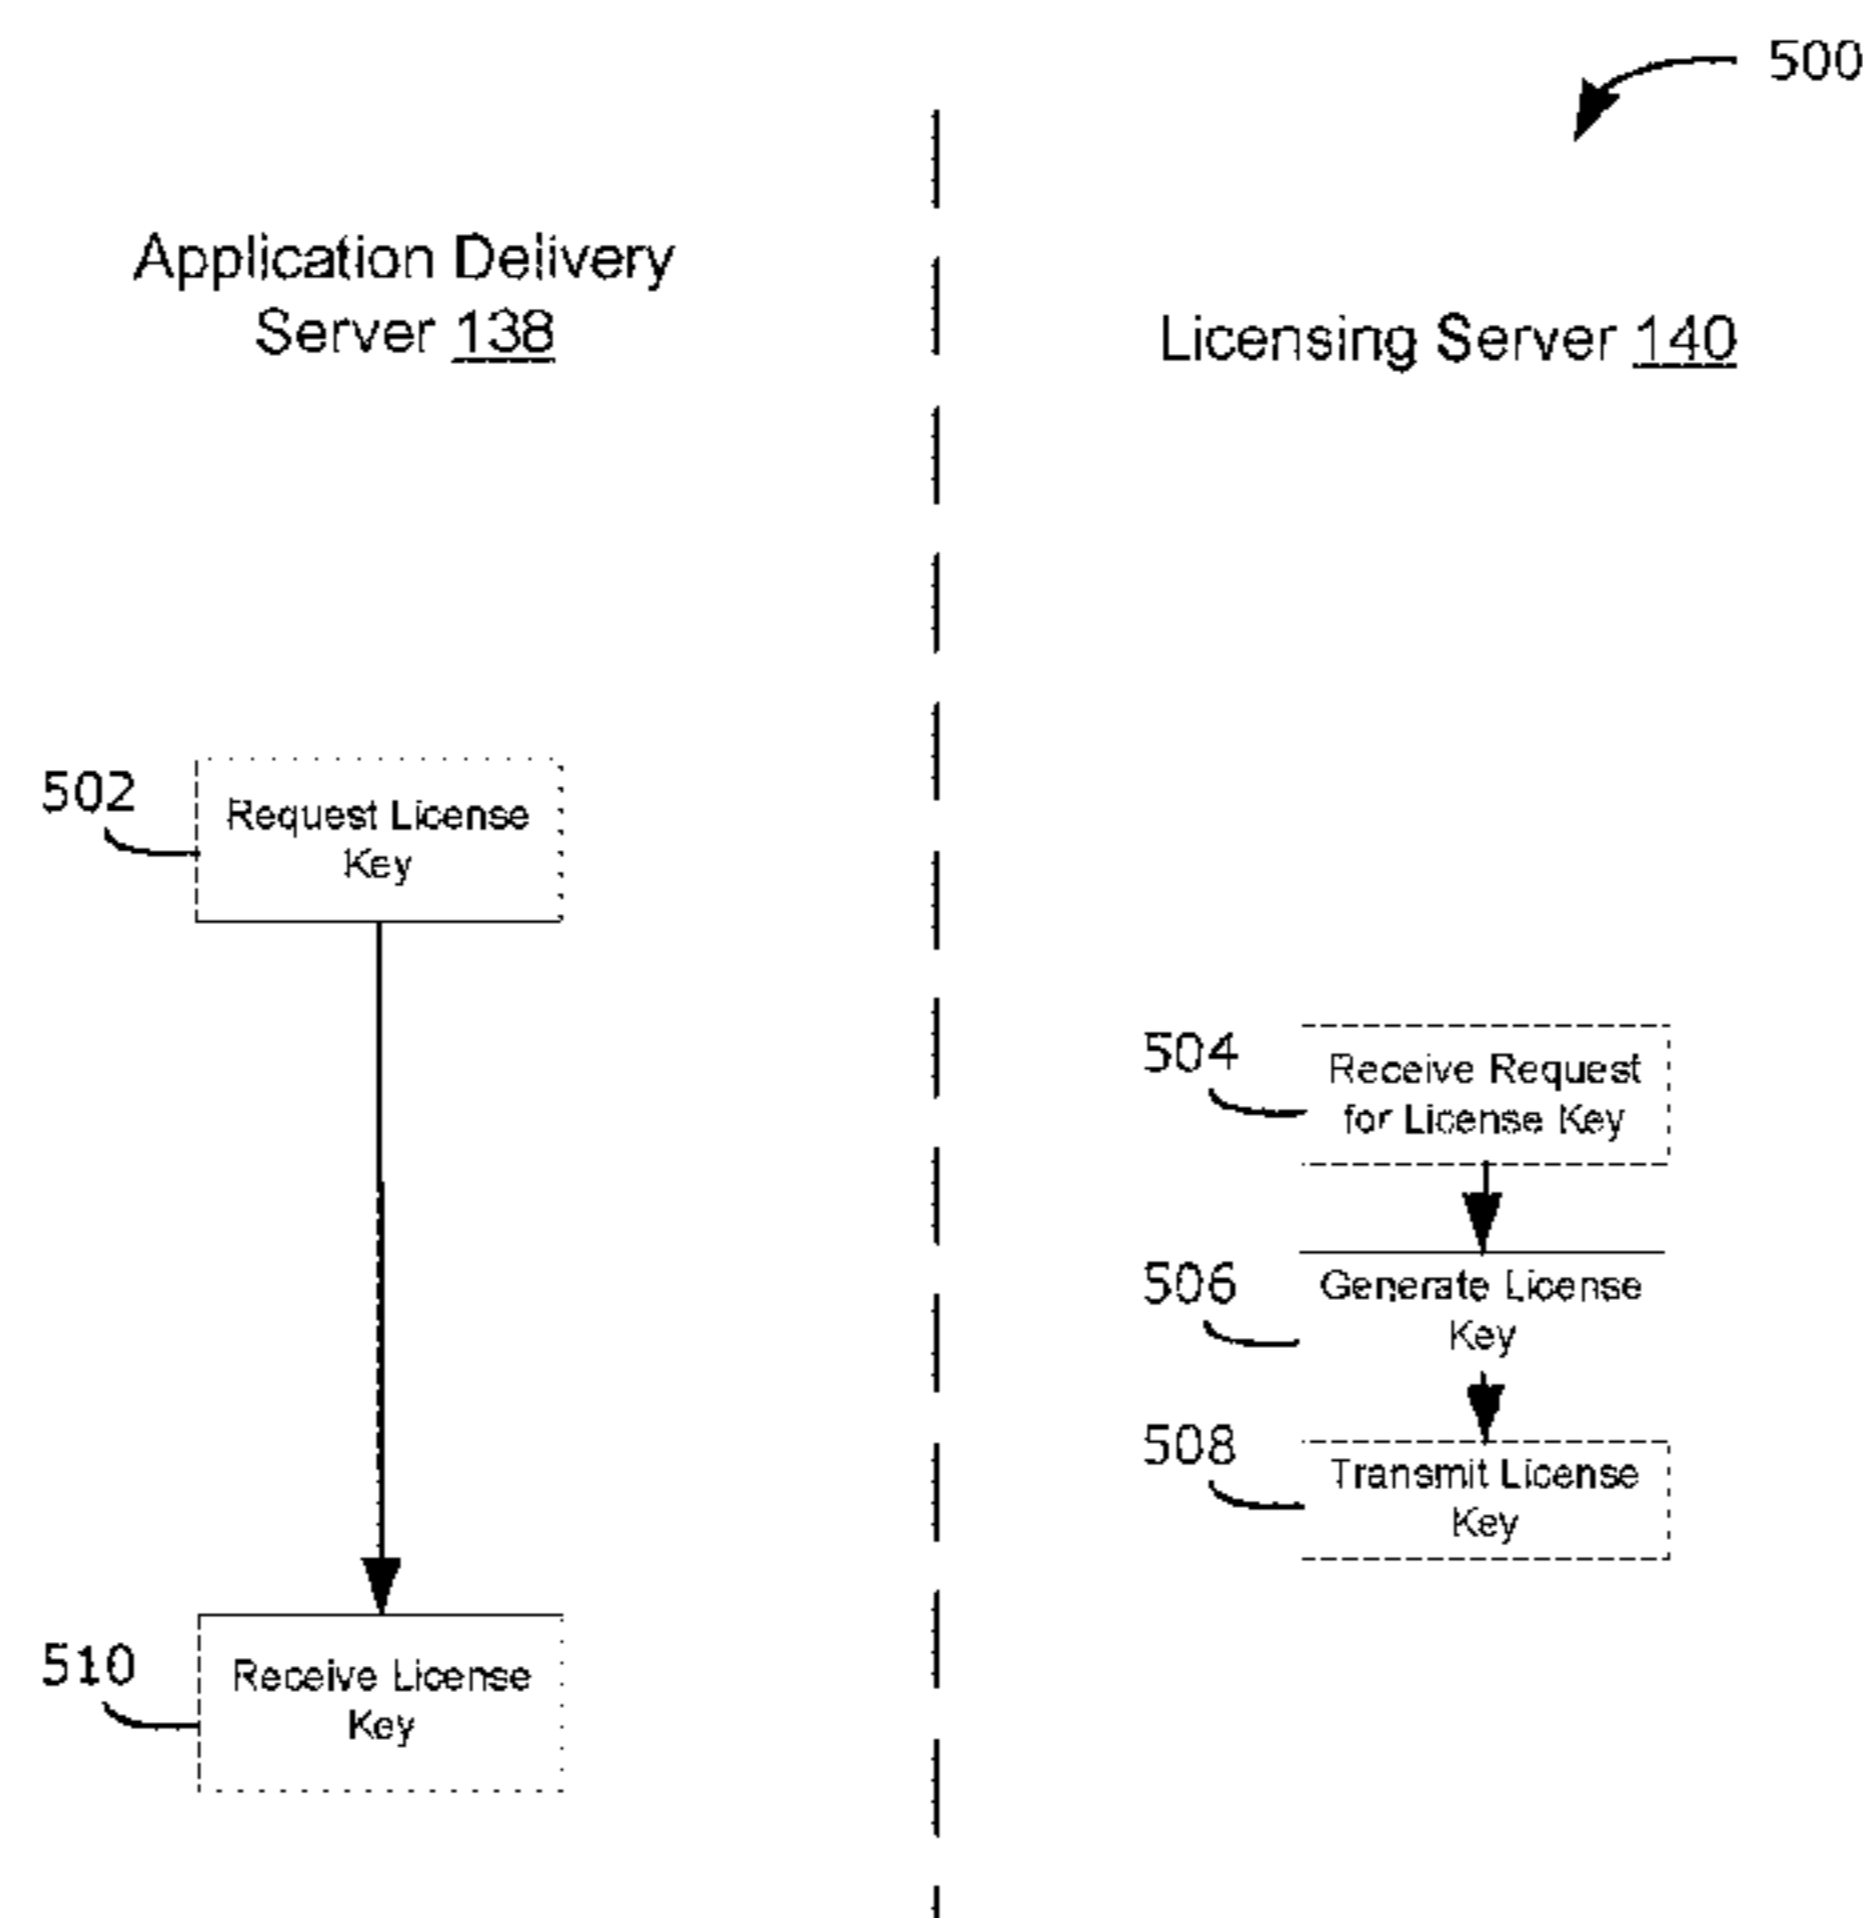 500
Application Delivery
Server 138
Licensing Server 140
502
Request License
Key
504
Receive Request
for License Key
506
Generate License
Key
508
Transmit License
Key
510
Receive License
Key